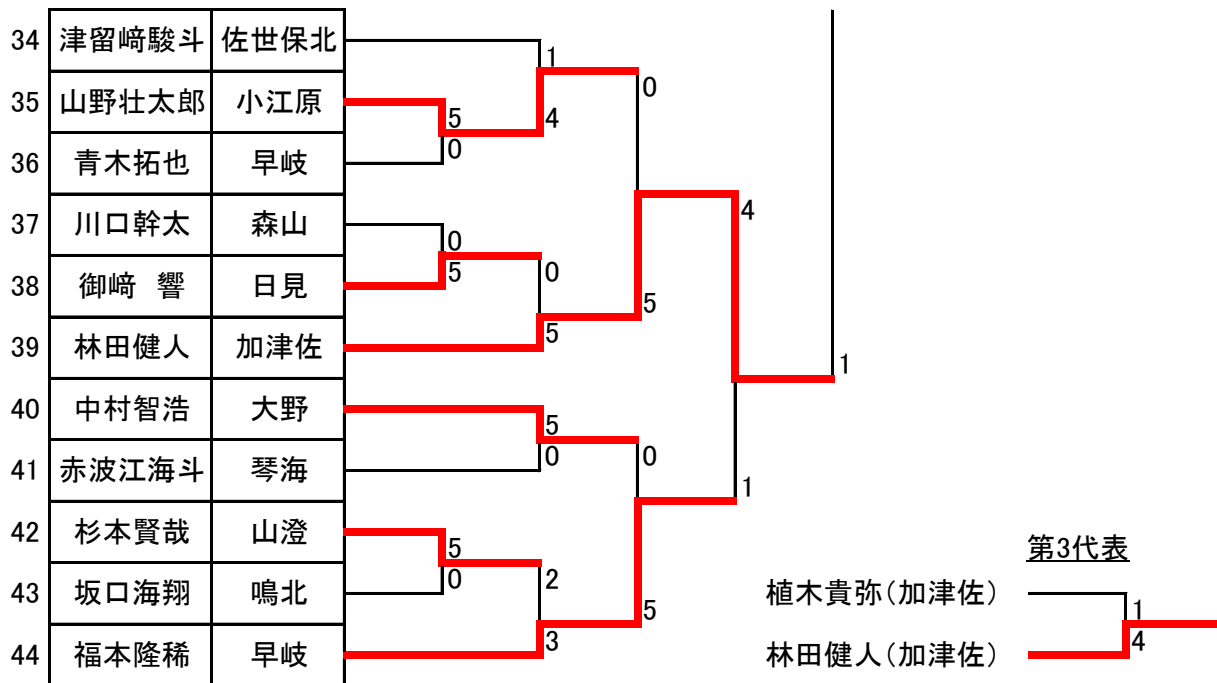 34 津留﨑駿斗 佐世保北
1
0
35 山野壮太郎 小江原
5
4
0
36 青木拓也 早岐
37 川口幹太 森山
4
0
38 御﨑 響 日見
5
0
5
39 林田健人 加津佐
5
1
40 中村智浩 大野
5
41 赤波江海斗 琴海
0
0
1
42 杉本賢哉 山澄
5
第3代表
43 坂口海翔 鳴北
0
2
植木貴弥(加津佐)
1
5
44 福本隆稀 早岐
3
林田健人(加津佐)
4